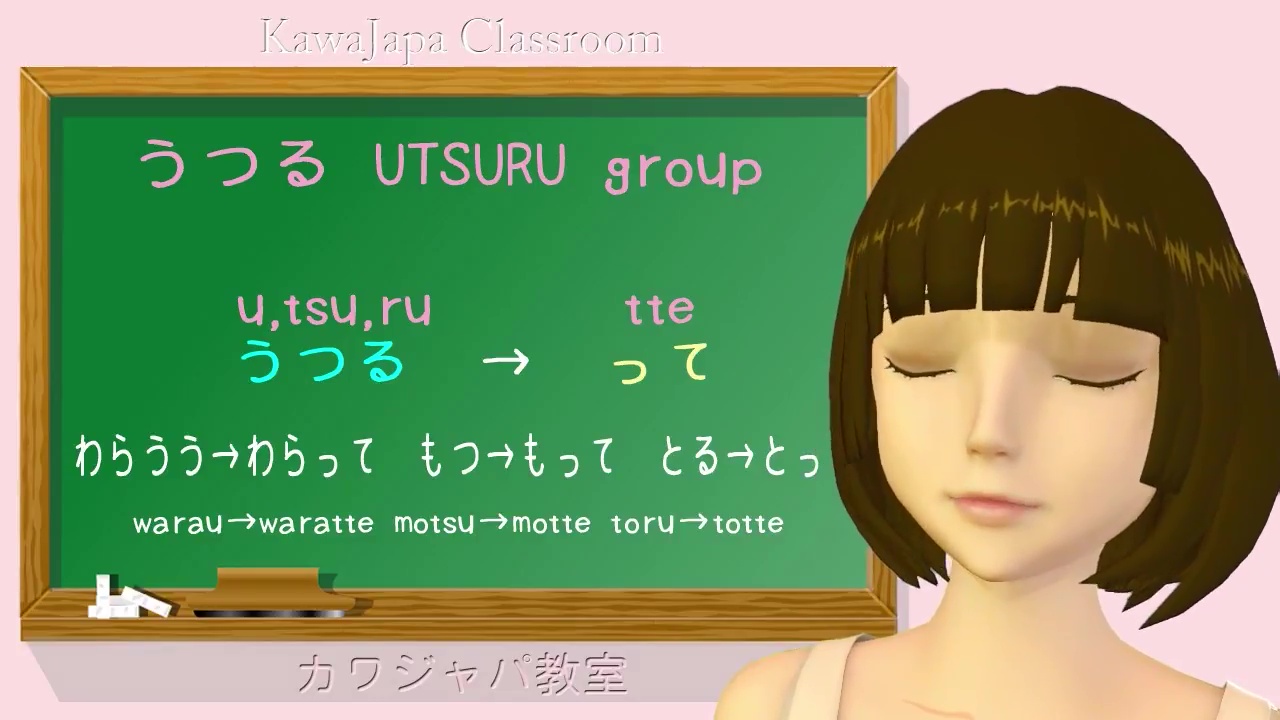 KawaJapa Classroom
うつる UTSURU group
u,tsu,ru tte
うつる → って
わらうう→わらって もつ→もって とる→とっ
warau→waratte motsu→motte toru→totte
カワジャパ教室